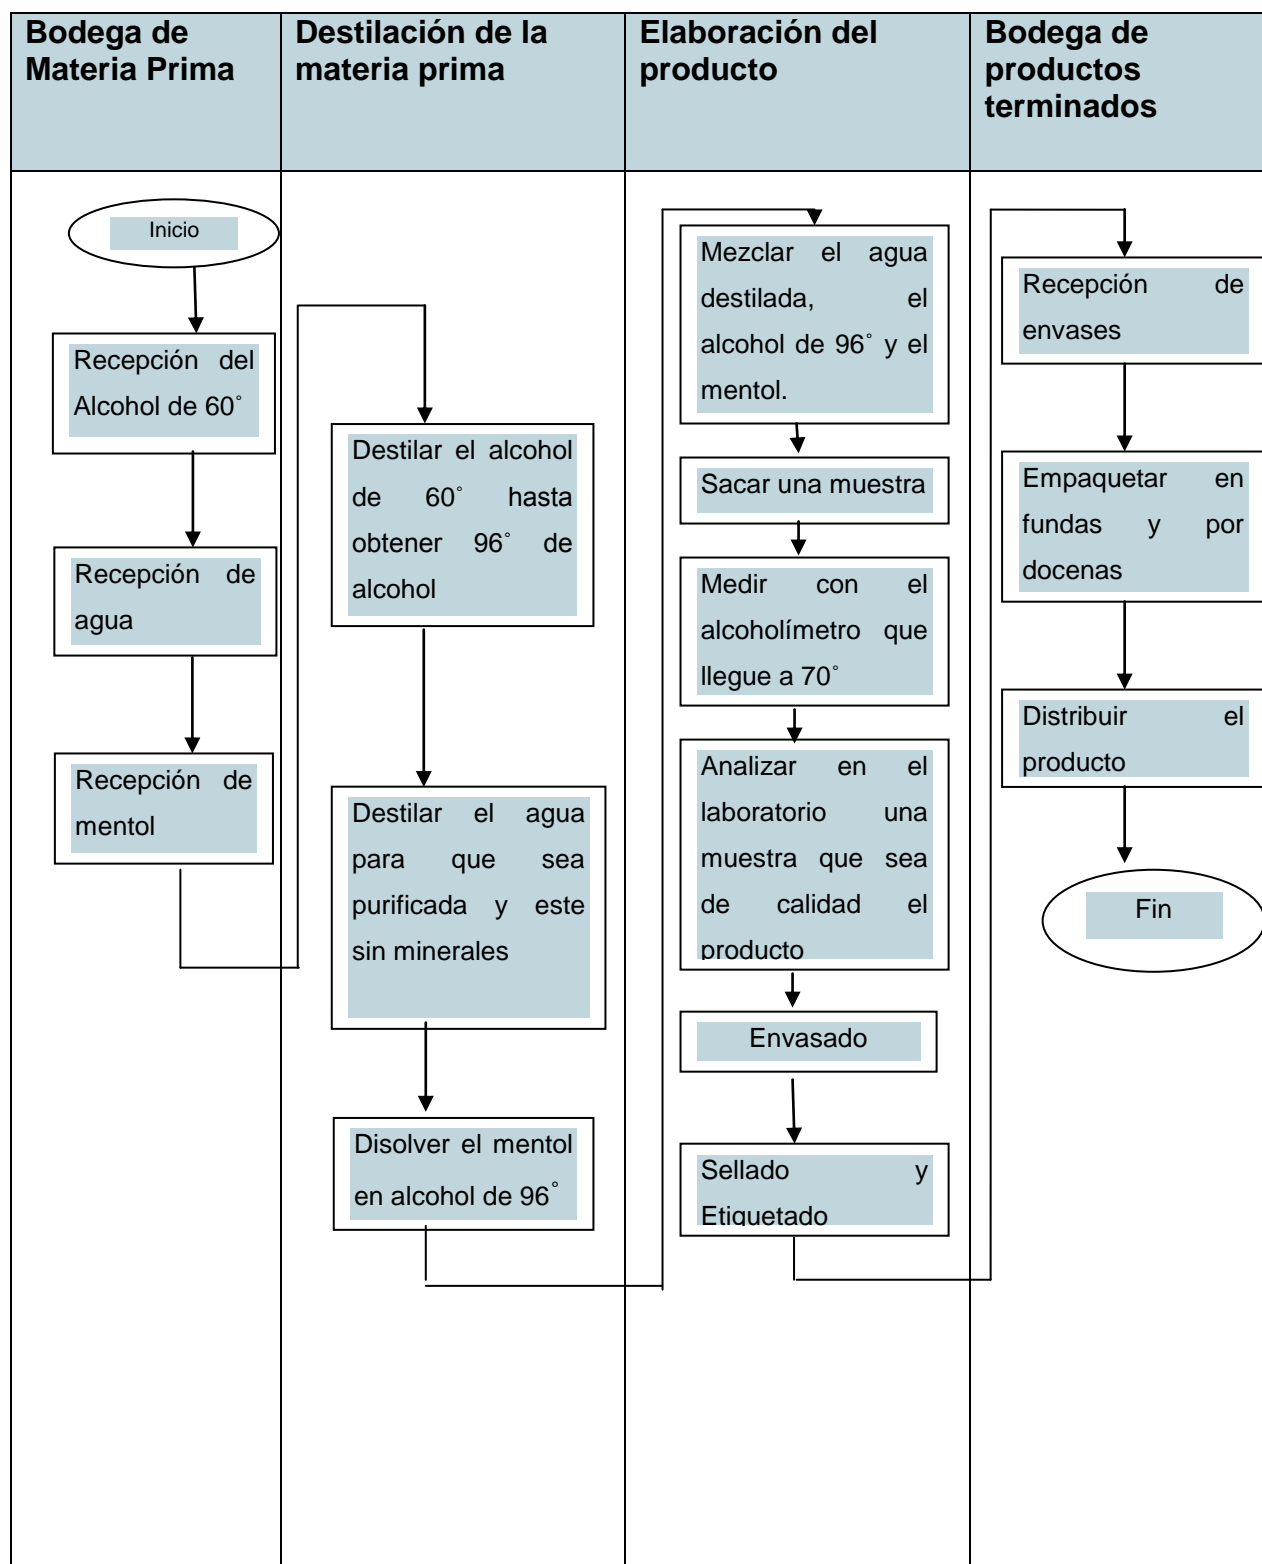 Bodega de
Materia Prima
Destilación de la
materia prima
Elaboración del
producto
Bodega de
productos
terminados
Inicio
Recepción del
Alcohol de 60°
Recepción de
agua
Recepción de
mentol
Destilar el alcohol
de 60° hasta
obtener 96° de
alcohol
Destilar el agua
para que sea
purificada y este
sin minerales
Disolver el mentol
en alcohol de 96°
Mezclar el agua
destilada, el
alcohol de 96° y el
mentol.
Sacar una muestra
Medir con el
alcoholímetro que
llegue a 70°
Analizar en el
laboratorio una
muestra que sea
de calidad el
producto
Envasado
Sellado y
Etiquetado
Recepción de
envases
Empaquetar en
fundas y por
docenas
Distribuir el
producto
Fin